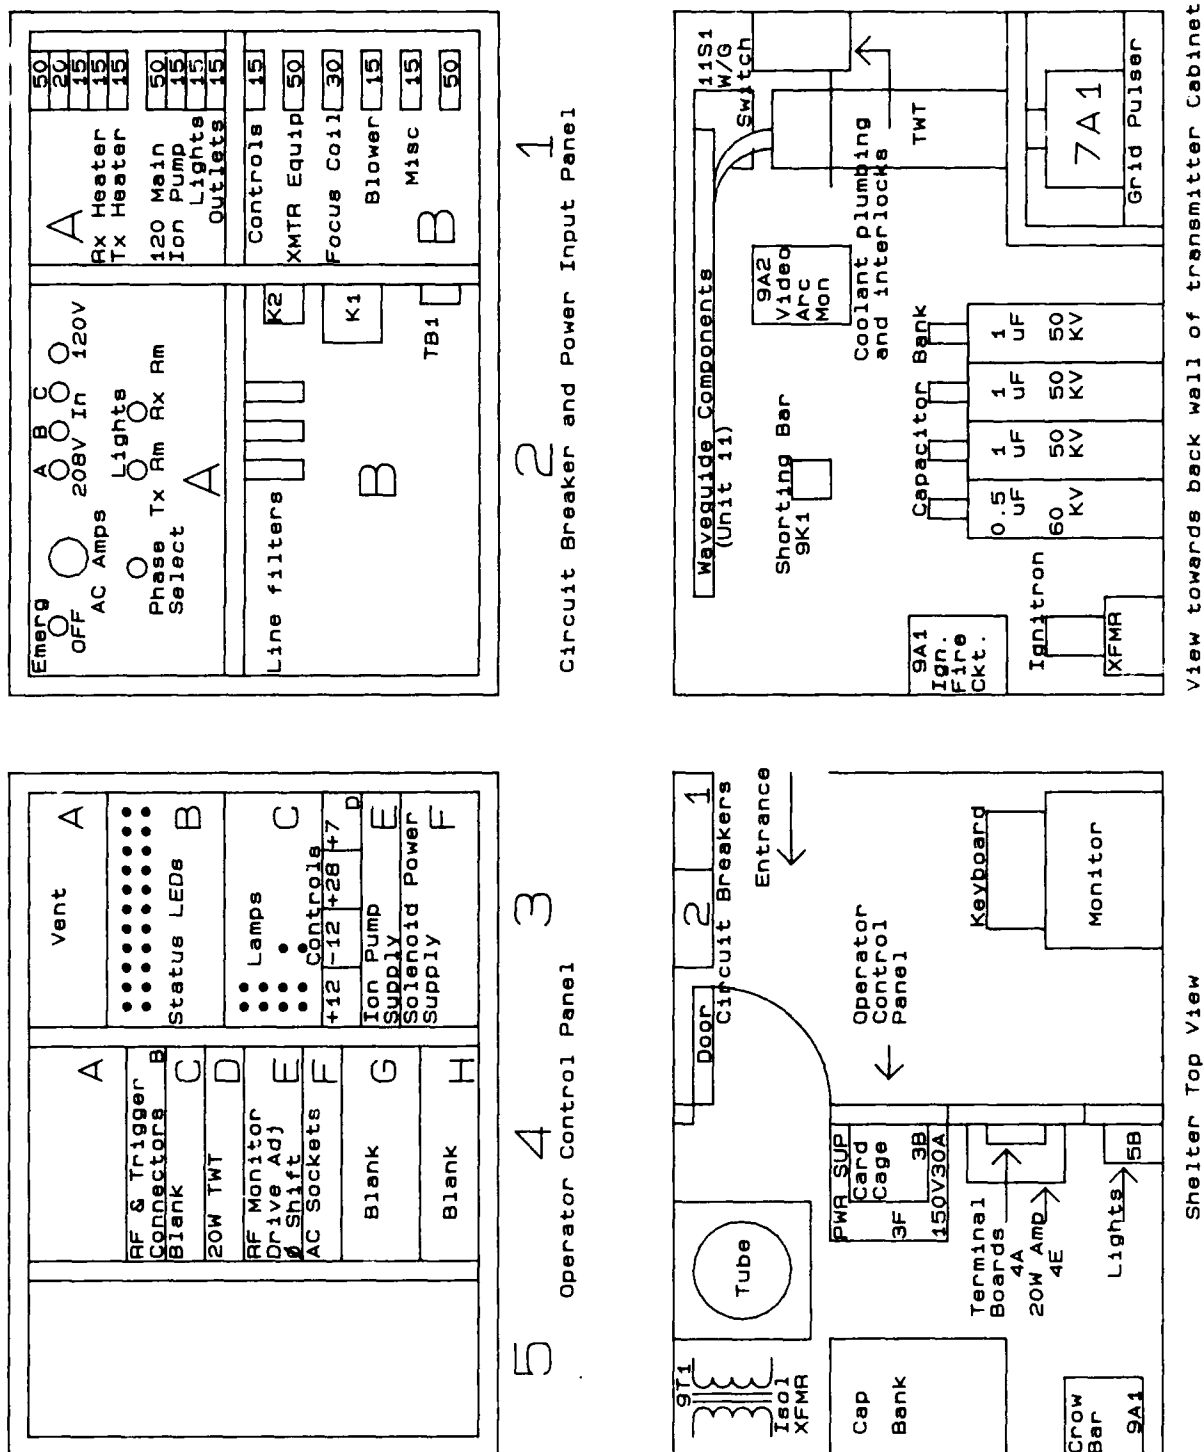 Vent
A
Status LEDs
B
Lamps
C
Controls
+12
-12
+28
+7
D
Ion Pump
Supply
E
Solenoid Power
Supply
F
A
RF & Trigger
Connectors
B
Blank
C
20W TWT
D
RF Monitor
Drive Adj
Ø Shift
E
AC Sockets
F
Blank
G
Blank
H
5
4
3
Operator Control Panel
Emerg
OFF
AC Amps
A
B
C
208V In
120V
Phase
Select
Lights
Tx Rm
Rx Rm
A
Line filters
K2
K1
TB1
B
A
50
20
15
Rx Heater
15
Tx Heater
15
120 Main
50
Ion Pump
15
Lights
15
Outlets
15
Controls
15
XMTR Equip
50
Focus Coil
30
Blower
15
Misc
15
50
B
2
1
Circuit Breaker and Power Input Panel
9T1
Isol
XFMR
Tube
Cap
Bank
Crow
Bar
9A1
Door
2
1
Circuit Breakers
Entrance
PWR SUP
Card
Cage
3B
3F
150V30A
Operator
Control
Panel
Terminal
Boards
4A
20W Amp
4E
Lights
5B
Keyboard
Monitor
Shelter Top View
Waveguide Components
(Unit 11)
11S1
W/G
Switch
Shorting Bar
9K1
9A2
Video
Arc
Mon
Coolant plumbing
and interlocks
TWT
9A1
Ign.
Fire
Ckt.
Ignitron
XFMR
Capacitor Bank
0.5
uF
60
KV
1
uF
50
KV
1
uF
50
KV
1
uF
50
KV
7A1
Grid Pulser
View towards back wall of transmitter Cabinet